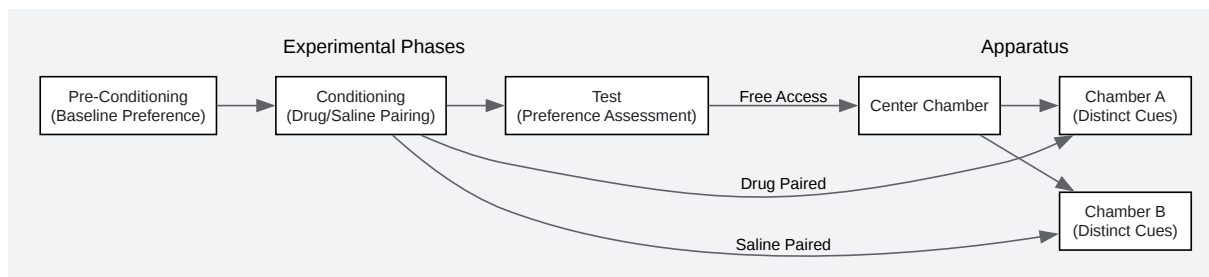 Experimental Phases
Apparatus
Pre-Conditioning
(Baseline Preference)
Conditioning
(Drug/Saline Pairing)
Test
(Preference Assessment)
Free Access
Center Chamber
Chamber A
(Distinct Cues)
Drug Paired
Chamber B
(Distinct Cues)
Saline Paired